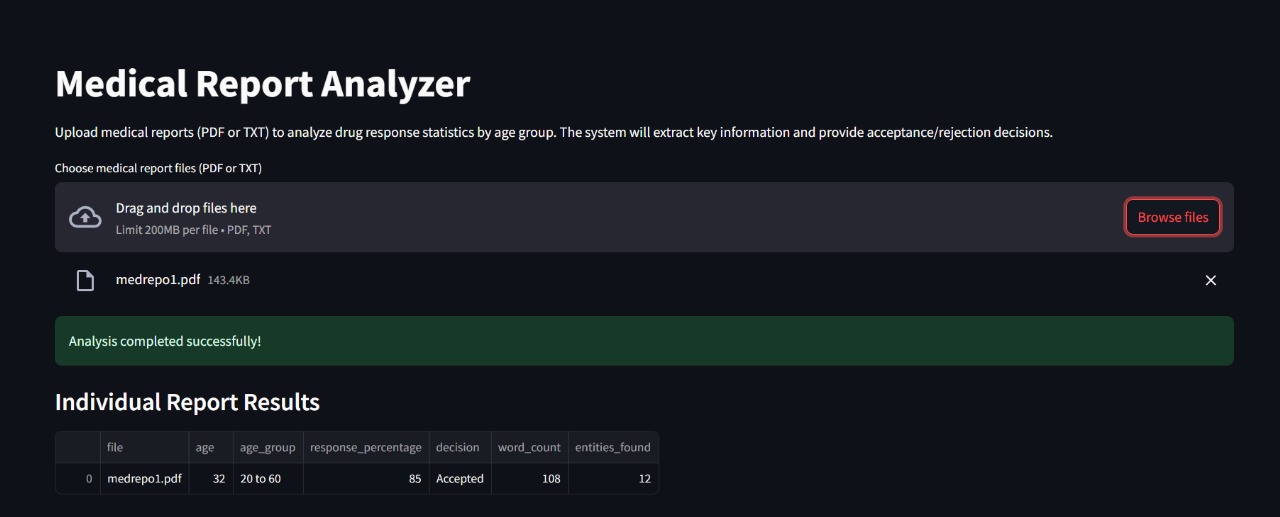 Medical Report Analyzer
Upload medical reports (PDF or TXT) to analyze drug response statistics by age group. The system will extract key information and provide acceptance/rejection decisions.
Choose medical report files (PDF or TXT)
Drag and drop files here
Limit 200MB per file • PDF, TXT
Browse files
medrepo1.pdf 143.4KB
Analysis completed successfully!
Individual Report Results
file age age_group response_percentage decision word_count entities_found
0 medrepo1.pdf 32 20 to 60 85 Accepted 108 12